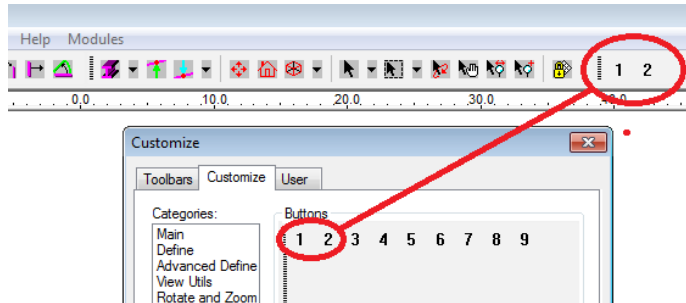 Help Modules
1 2
0.0 10.0 20.0 30.0
Customize
Toolbars Customize User
Categories: Buttons
Main 1 2 3 4 5 6 7 8 9
Define
Advanced Define
View Utils
Rotate and Zoom